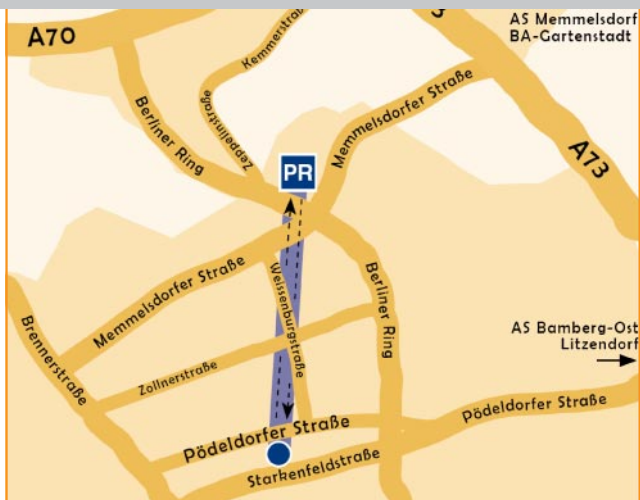 A70
Kemmerstraß
AS Memmelsdorf
BA-Gartenstadt
Berliner Ring
Zeppelinstraße
Memmelsdorfer Straße
A73
PR
Memmelsdorfer Straße
Weissenburgstraße
Berliner Ring
Brennerstraße
AS Bamberg-Ost
Litzendorf
Zollnerstraße
Pödeldorfer Straße
Pödeldorfer Straße
Starkenfeldstraße